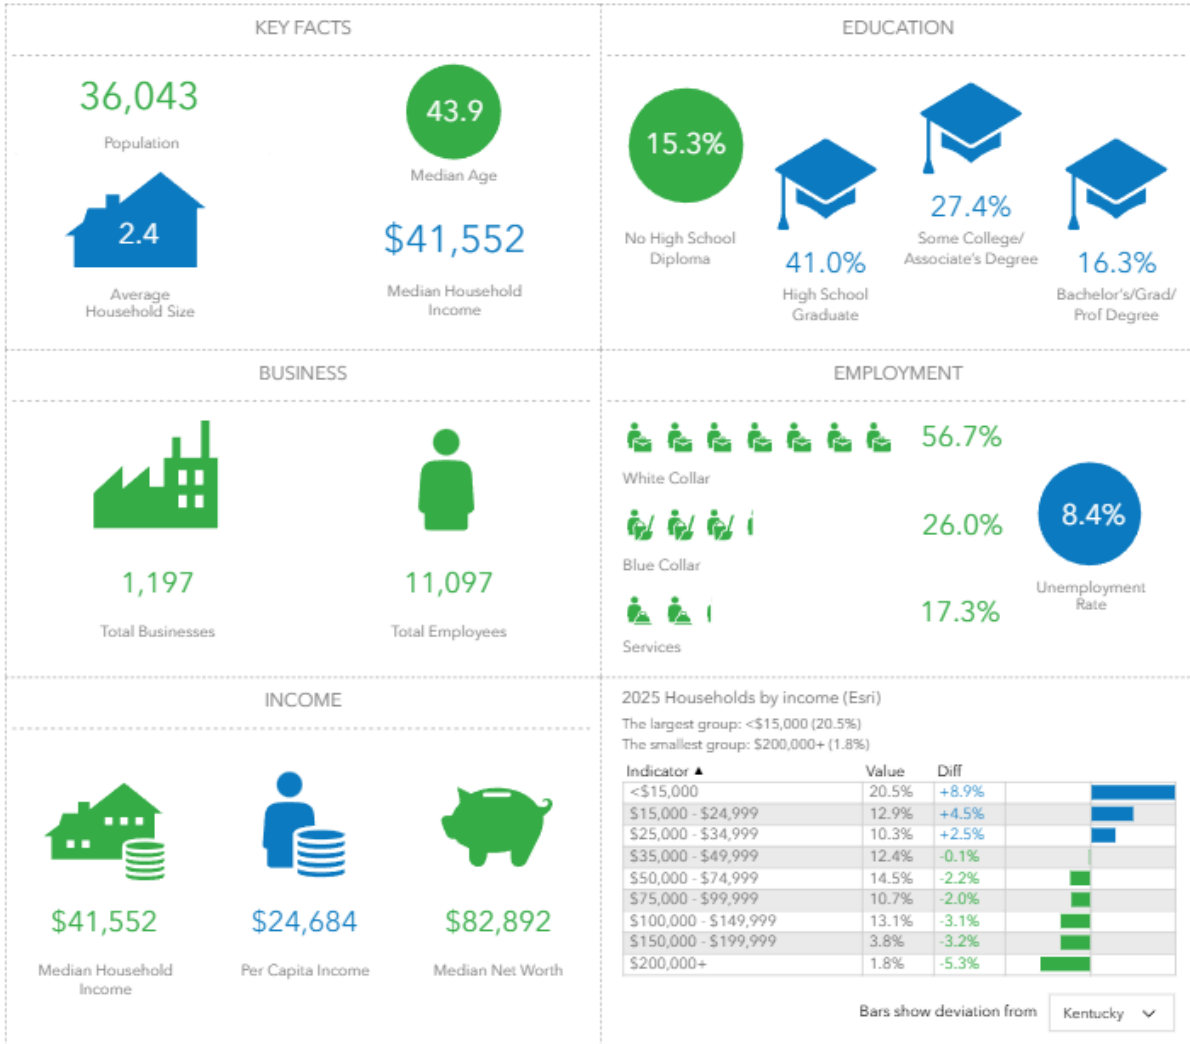 KEY FACTS
36,043
Population
43.9
Median Age
2.4
Average
Household Size
$41,552
Median Household
Income
EDUCATION
15.3%
No High School
Diploma
41.0%
High School
Graduate
27.4%
Some College/
Associate's Degree
16.3%
Bachelor's/Grad/
Prof Degree
BUSINESS
1,197
Total Businesses
11,097
Total Employees
EMPLOYMENT
56.7%
White Collar
26.0%
Blue Collar
17.3%
Services
8.4%
Unemployment
Rate
INCOME
$41,552
Median Household
Income
$24,684
Per Capita Income
$82,892
Median Net Worth
2025 Households by income (Esri)
The largest group: <$15,000 (20.5%)
The smallest group: $200,000+ (1.8%)
Indicator ▲ Value Diff
<$15,000 20.5% +8.9%
$15,000 - $24,999 12.9% +4.5%
$25,000 - $34,999 10.3% +2.5%
$35,000 - $49,999 12.4% -0.1%
$50,000 - $74,999 14.5% -2.2%
$75,000 - $99,999 10.7% -2.0%
$100,000 - $149,999 13.1% -3.1%
$150,000 - $199,999 3.8% -3.2%
$200,000+ 1.8% -5.3%
Bars show deviation from Kentucky